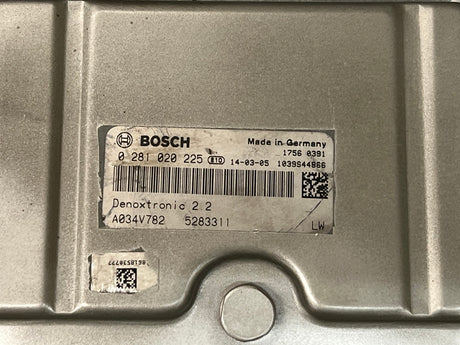 BOSCH Made in Germany
1756 0391
0 281 020 225 14-03-05 1039S44866
Denoxtronic 2.2
A034V782 5283311
LW